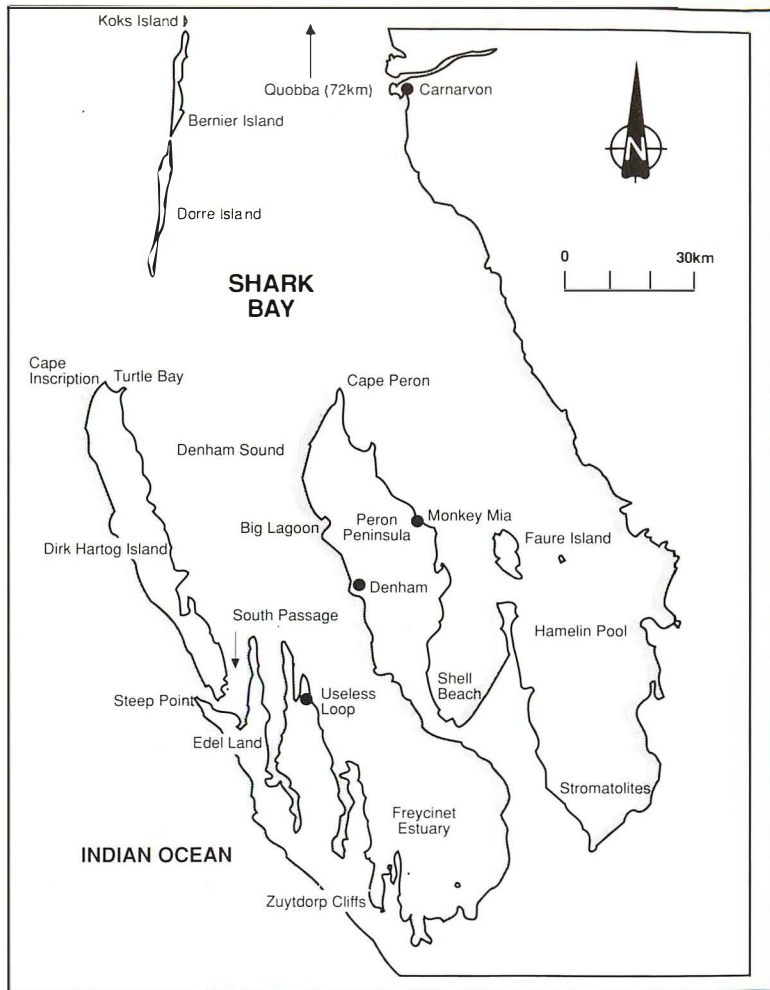 Koks Island
Quobba (72km)
Carnarvon
Bernier Island
N
Dorre Island
0 30km
SHARK
BAY
Cape
Inscription
Turtle Bay
Cape Peron
Denham Sound
Big Lagoon
Peron
Peninsula
Monkey Mia
Faure Island
Dirk Hartog Island
Denham
South Passage
Hamelin Pool
Shell
Beach
Steep Point
Useless
Loop
Edel Land
Stromatolites
Freycinet
Estuary
INDIAN OCEAN
Zuytdorp Cliffs